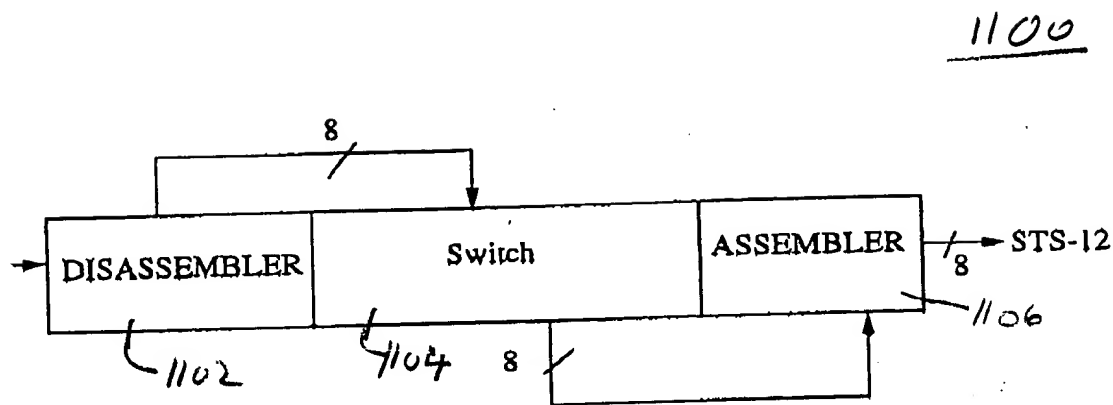 1100
8
DISASSEMBLER
Switch
ASSEMBLER
8
STS-12
1102
1104
8
1106